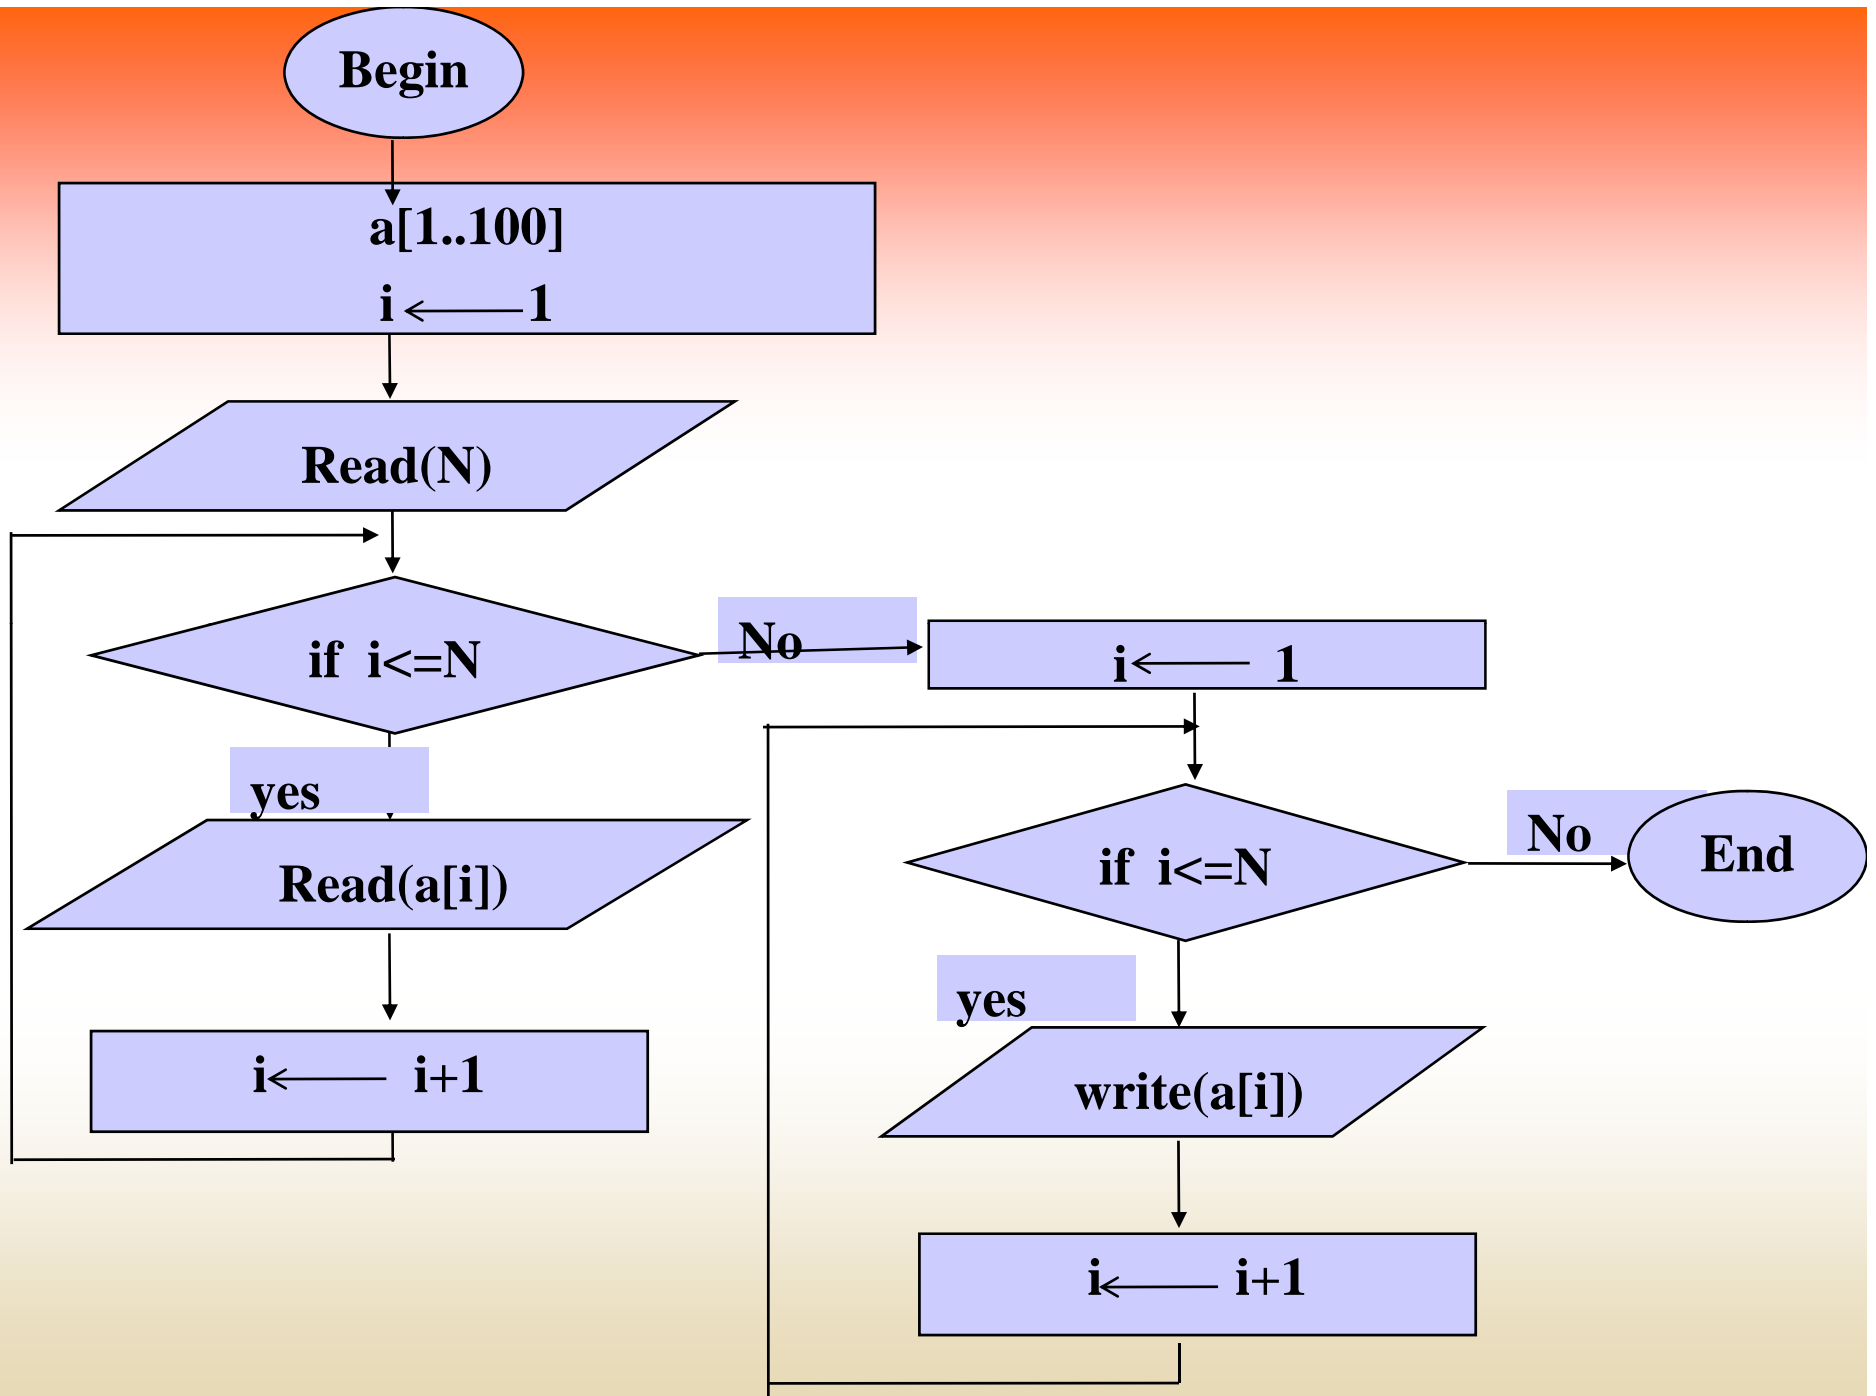 Begin
a[1..100]
i ← 1
Read(N)
if i<=N
No
yes
Read(a[i])
i ← i+1
i ← 1
if i<=N
No
End
yes
write(a[i])
i ← i+1